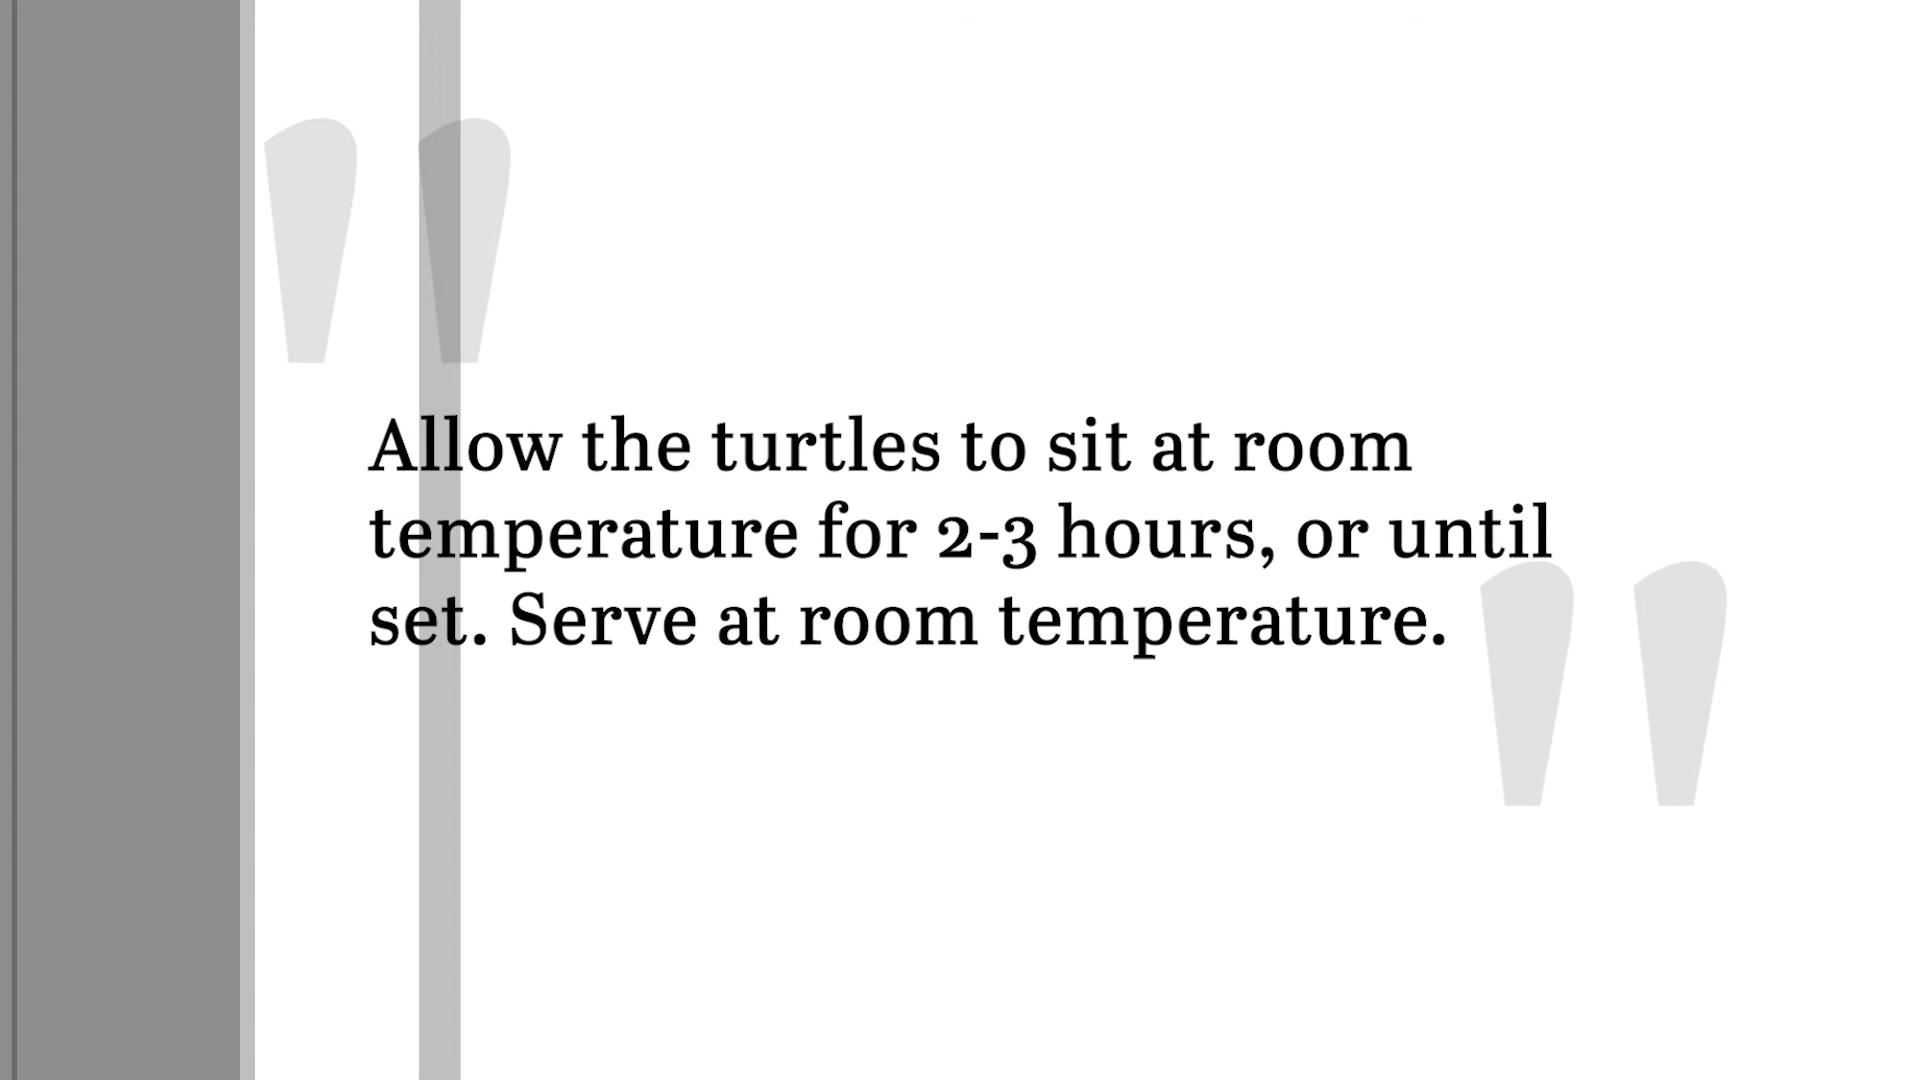 Allow the turtles to sit at room
temperature for 2-3 hours, or until
set. Serve at room temperature.